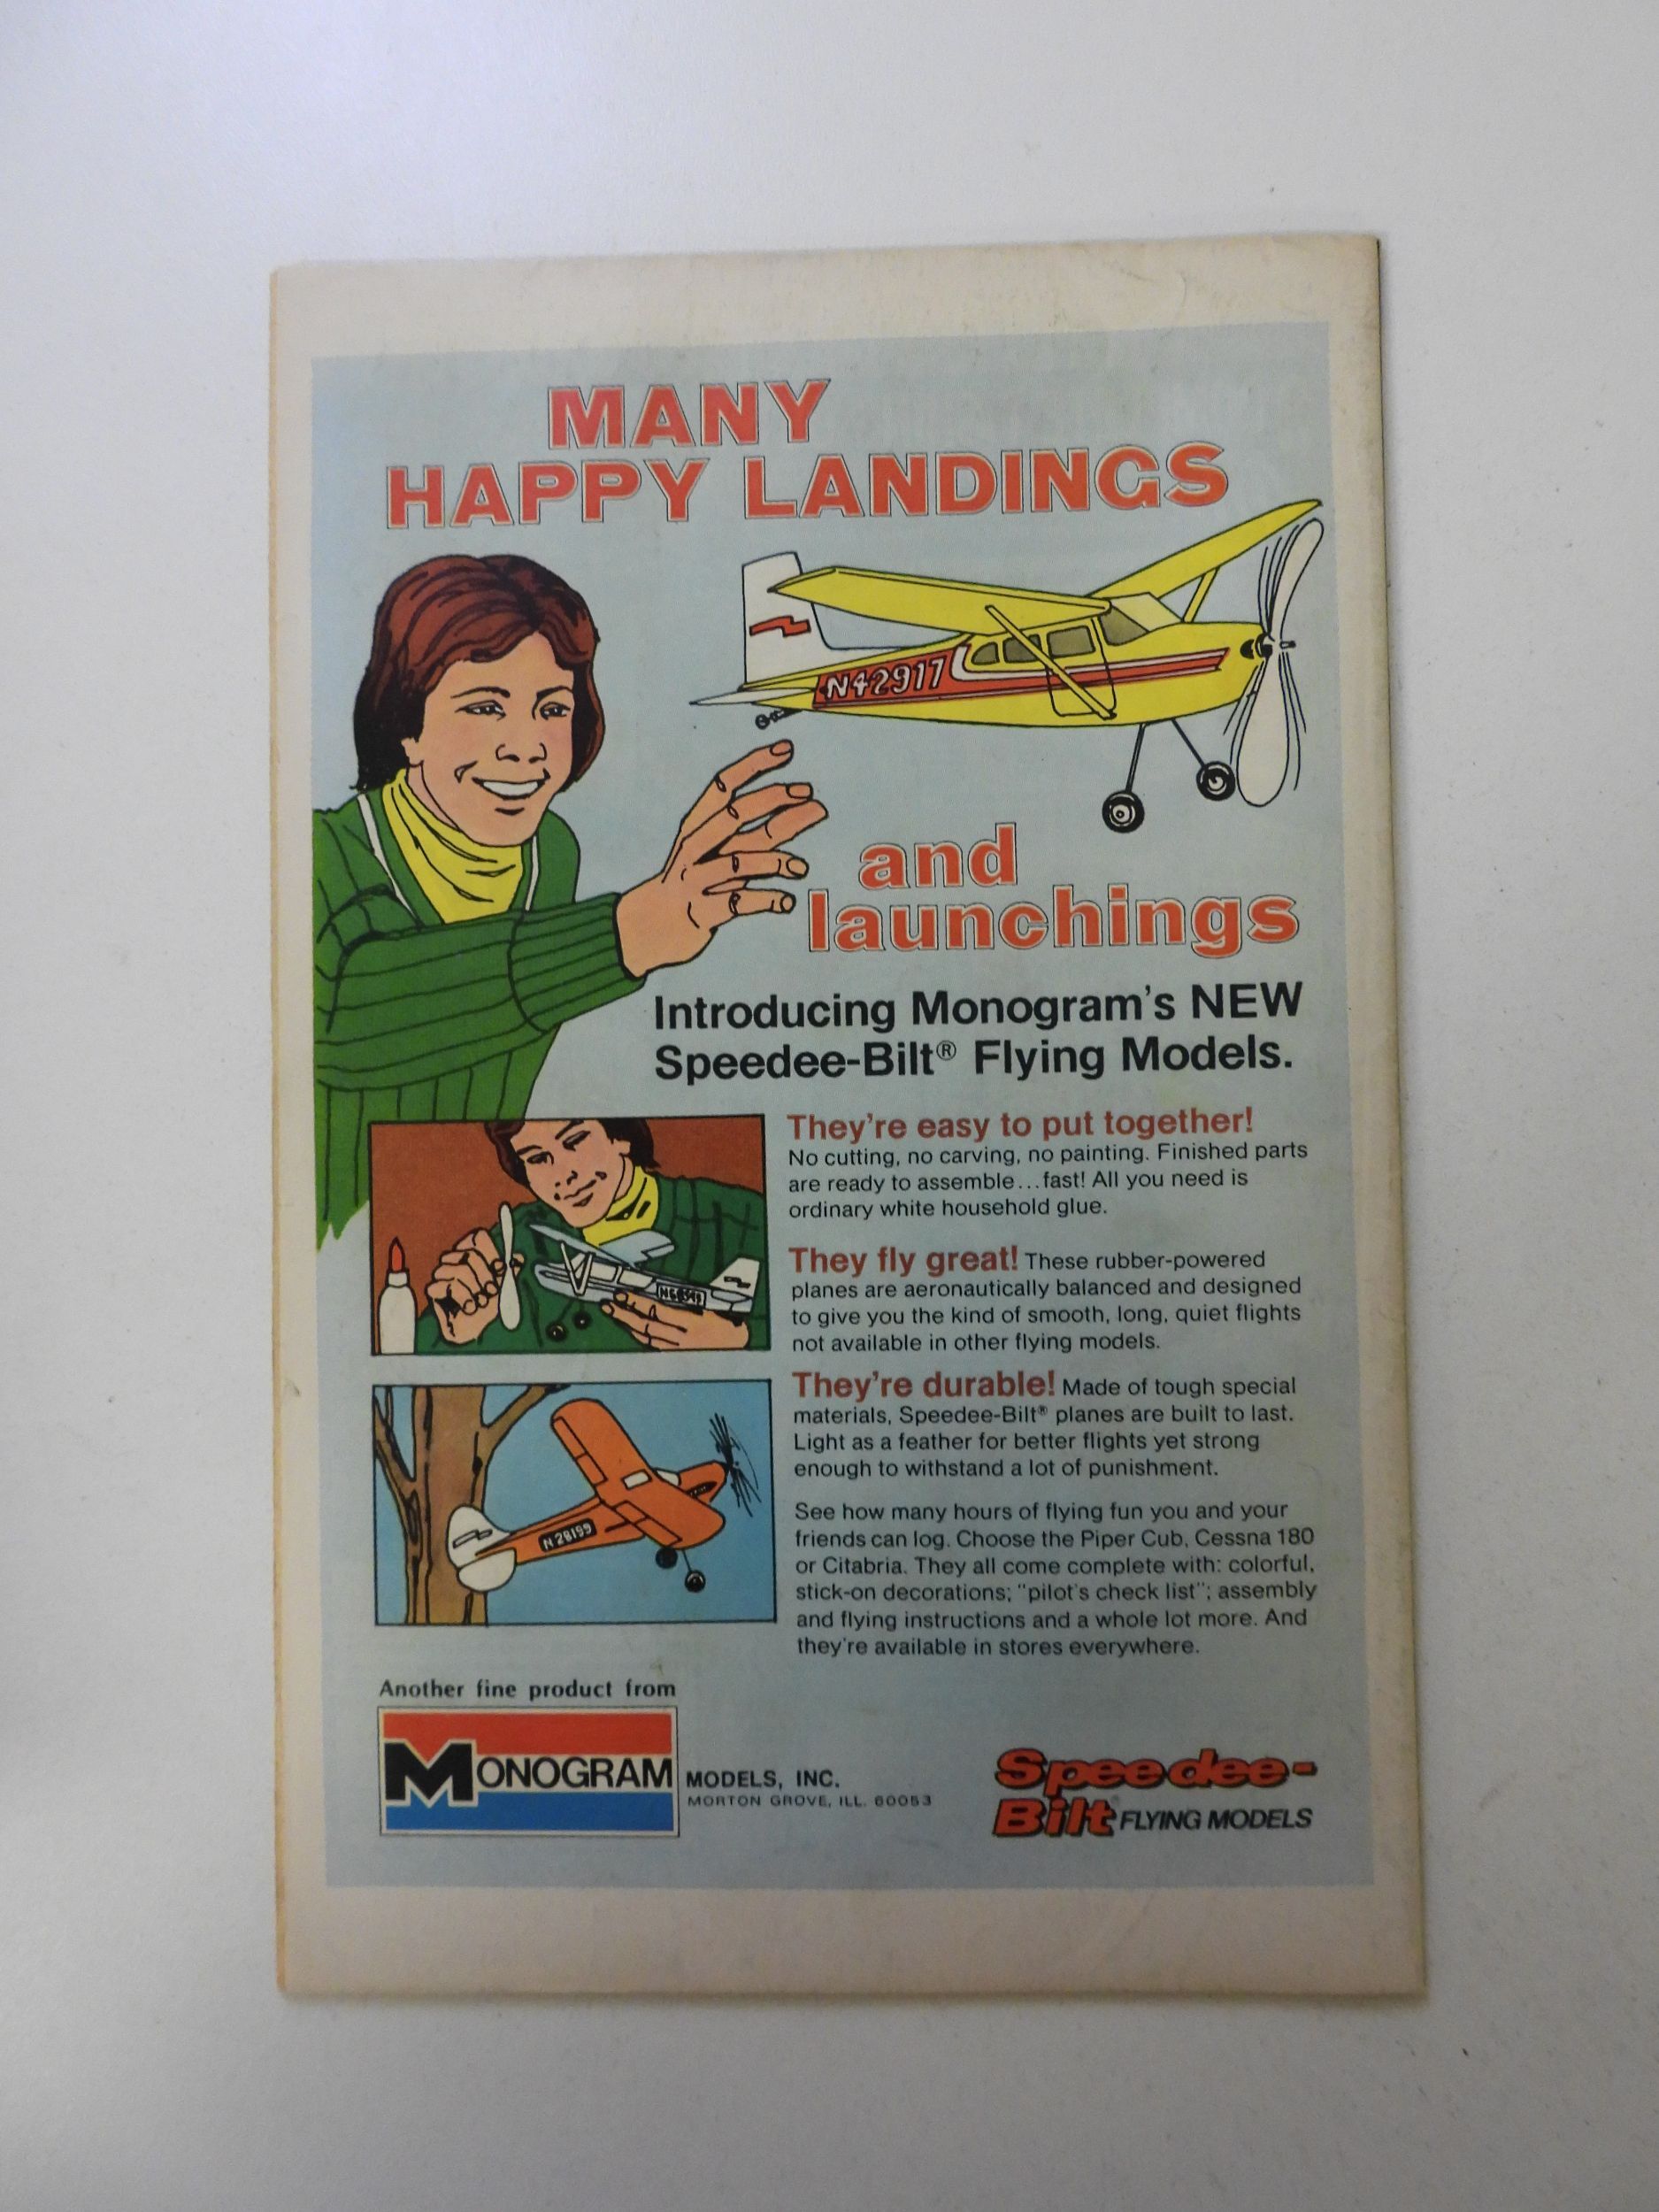 MANY
HAPPY LANDINGS
N42917
and
launchings
Introducing Monogram's NEW
Speedee-Bilt® Flying Models.
They're easy to put together!
No cutting, no carving, no painting. Finished parts
are ready to assemble...fast! All you need is
ordinary white household glue.
They fly great! These rubber-powered
planes are aeronautically balanced and designed
to give you the kind of smooth, long, quiet flights
not available in other flying models.
They're durable! Made of tough special
materials, Speedee-Bilt® planes are built to last.
Light as a feather for better flights yet strong
enough to withstand a lot of punishment.
N28199
See how many hours of flying fun you and your
friends can log. Choose the Piper Cub, Cessna 180
or Citabria. They all come complete with: colorful,
stick-on decorations; "pilot's check list"; assembly
and flying instructions and a whole lot more. And
they're available in stores everywhere.
Another fine product from
MONOGRAM MODELS, INC.
MORTON GROVE, ILL. 60053
Speedee-
Bilt® FLYING MODELS